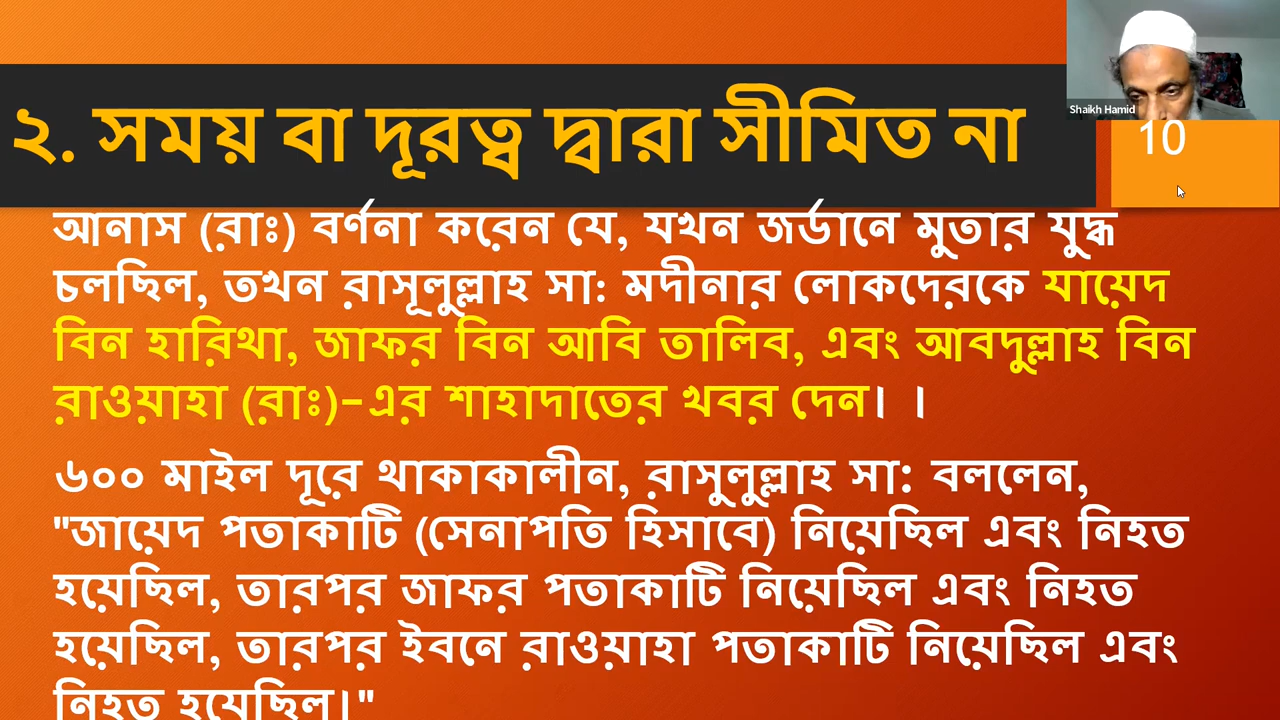 ২. সময় বা দূরত্ব দ্বারা সীমিত না
Shaikh Hamid
10
আনাস (রাঃ) বর্ণনা করেন যে, যখন জর্ডানে মুতার যুদ্ধ
চলছিল, তখন রাসূলুল্লাহ সা: মদীনার লোকদেরকে যায়েদ
বিন হারিথা, জাফর বিন আবি তালিব, এবং আবদুল্লাহ বিন
রাওয়াহা (রাঃ)-এর শাহাদাতের খবর দেন। ।
৬০০ মাইল দূরে থাকাকালীন, রাসুলুল্লাহ সা: বললেন,
"জায়েদ পতাকাটি (সেনাপতি হিসাবে) নিয়েছিল এবং নিহত
হয়েছিল, তারপর জাফর পতাকাটি নিয়েছিল এবং নিহত
হয়েছিল, তারপর ইবনে রাওয়াহা পতাকাটি নিয়েছিল এবং
নিহত হয়েছিল।"